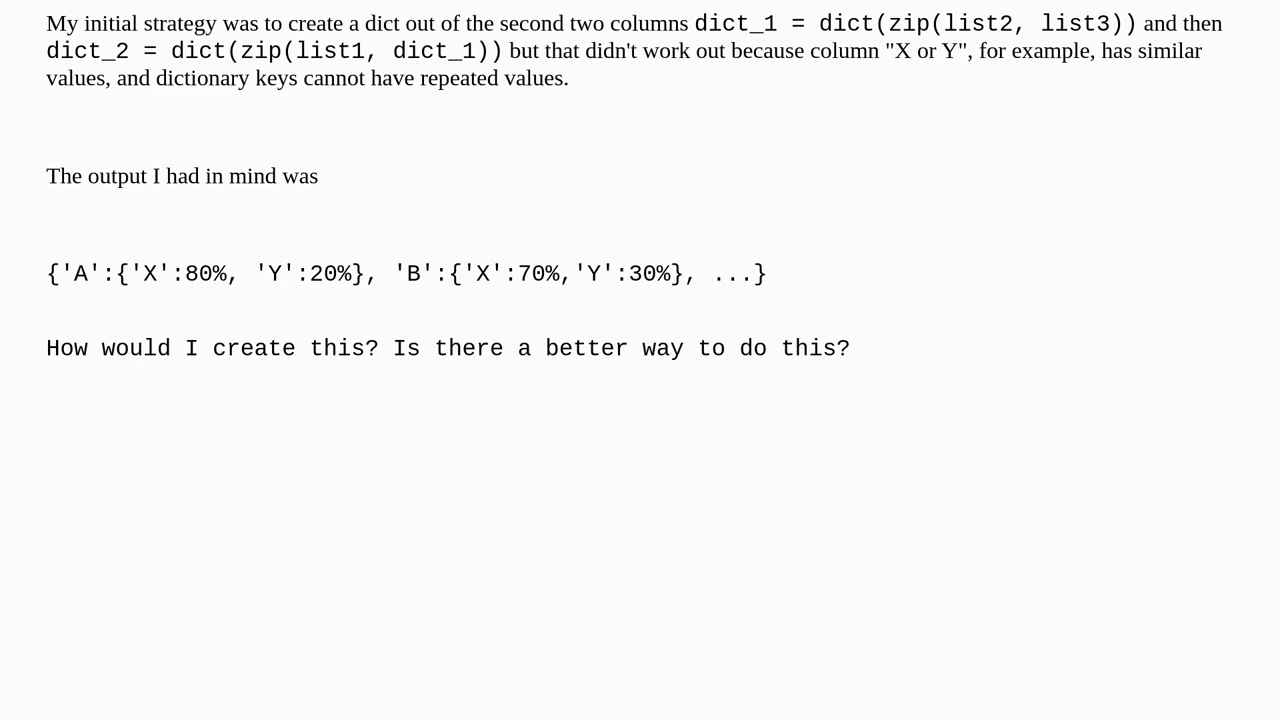 My initial strategy was to create a dict out of the second two columns dict_1 = dict(zip(list2, list3)) and then
dict_2 = dict(zip(list1, dict_1)) but that didn't work out because column "X or Y", for example, has similar
values, and dictionary keys cannot have repeated values.
The output I had in mind was
{'A':{'X':80%, 'Y':20%}, 'B':{'X':70%,'Y':30%}, ...}
How would I create this? Is there a better way to do this?